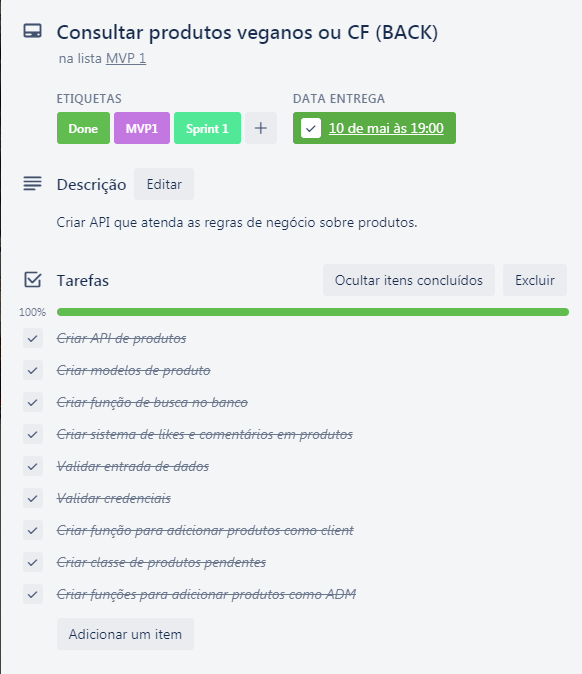 Consultar produtos veganos ou CF (BACK)
na lista MVP 1
ETIQUETAS
DATA ENTREGA
Done
MVP1
Sprint 1
10 de mai às 19:00
Descrição
Editar
Criar API que atenda as regras de negócio sobre produtos.
Tarefas
Ocultar itens concluídos
Excluir
100%
Criar API de produtos
Criar modelos de produto
Criar função de busca no banco
Criar sistema de likes e comentários em produtos
Validar entrada de dados
Validar credenciais
Criar função para adicionar produtos como client
Criar classe de produtos pendentes
Criar funções para adicionar produtos como ADM
Adicionar um item